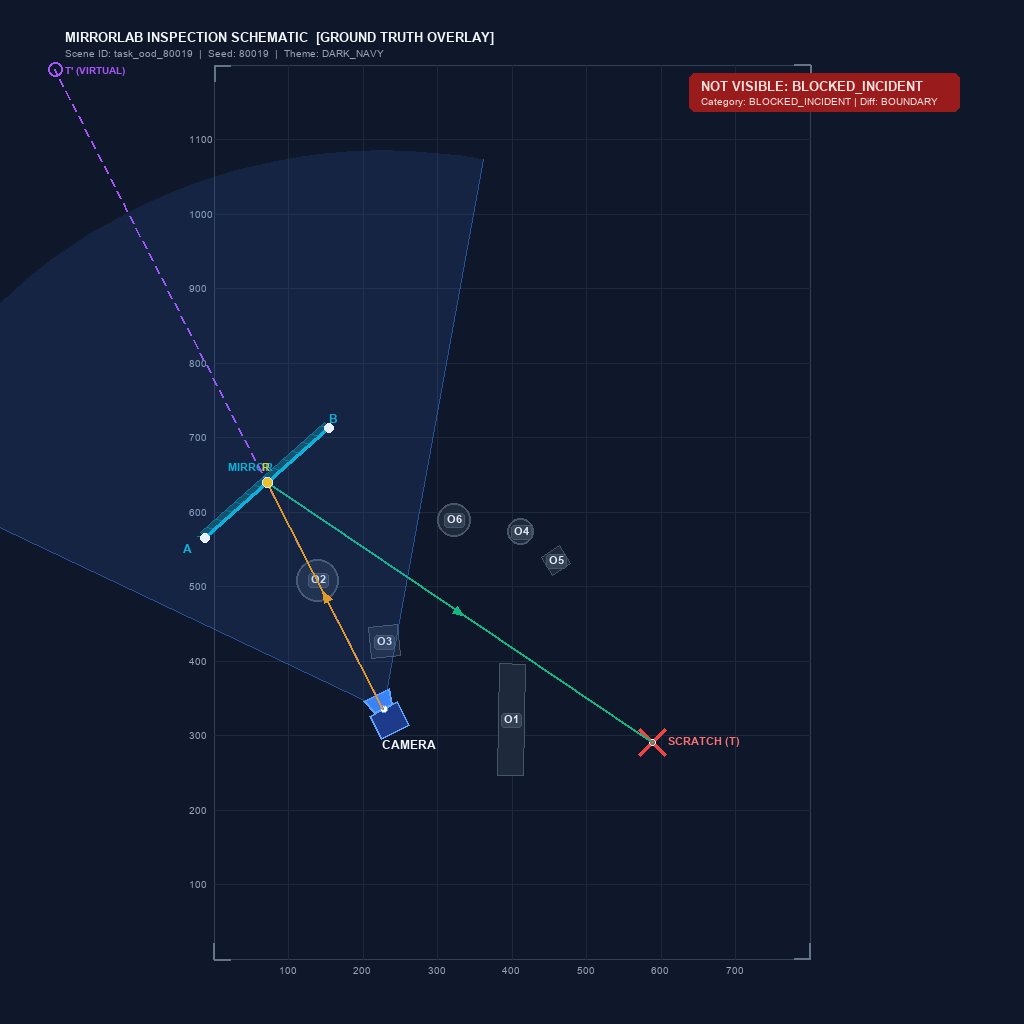 MIRRORLAB INSPECTION SCHEMATIC  [GROUND TRUTH OVERLAY]
Scene ID: task_ood_80019  |  Seed: 80019  |  Theme: DARK_NAVY
T' (VIRTUAL)
NOT VISIBLE: BLOCKED_INCIDENT
Category: BLOCKED_INCIDENT | Diff: BOUNDARY
1100
1000
900
800
700
600
500
400
300
200
100
B
MIRROR
R
A
O6
O4
O5
O2
O3
O1
CAMERA
SCRATCH (T)
100
200
300
400
500
600
700